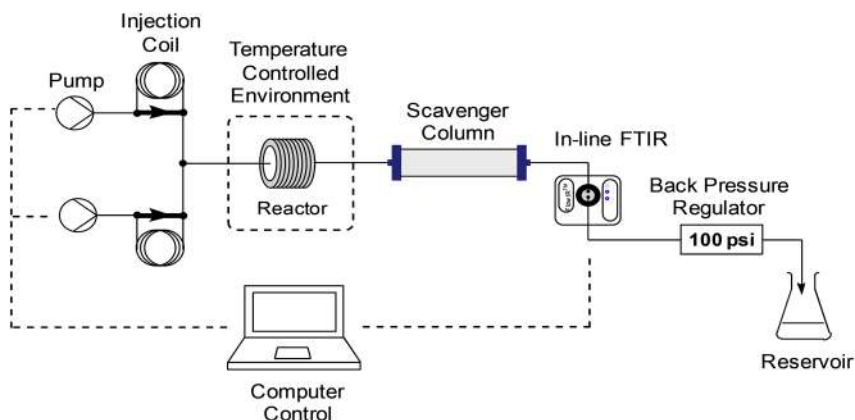 Injection
Coil
Pump
Temperature
Controlled
Environment
Reactor
Scavenger
Column
In-line FTIR
FlowIR™
Back Pressure
Regulator
100 psi
Reservoir
Computer
Control